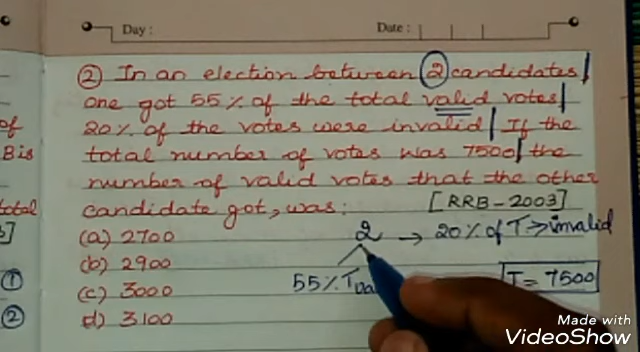 Day :
Date :
② In an election between 2 candidates
one got 55% of the total valid votes
20% of the votes were invalid If the
total number of votes was 7500 the
number of valid votes that the other
candidate got, was: [RRB-2003]
(a) 2700
(b) 2900
(c) 3000
(d) 3100
2 → 20% of T → invalid
55% T
T = 7500
of
B is
total
①
②
Made with
VideoShow